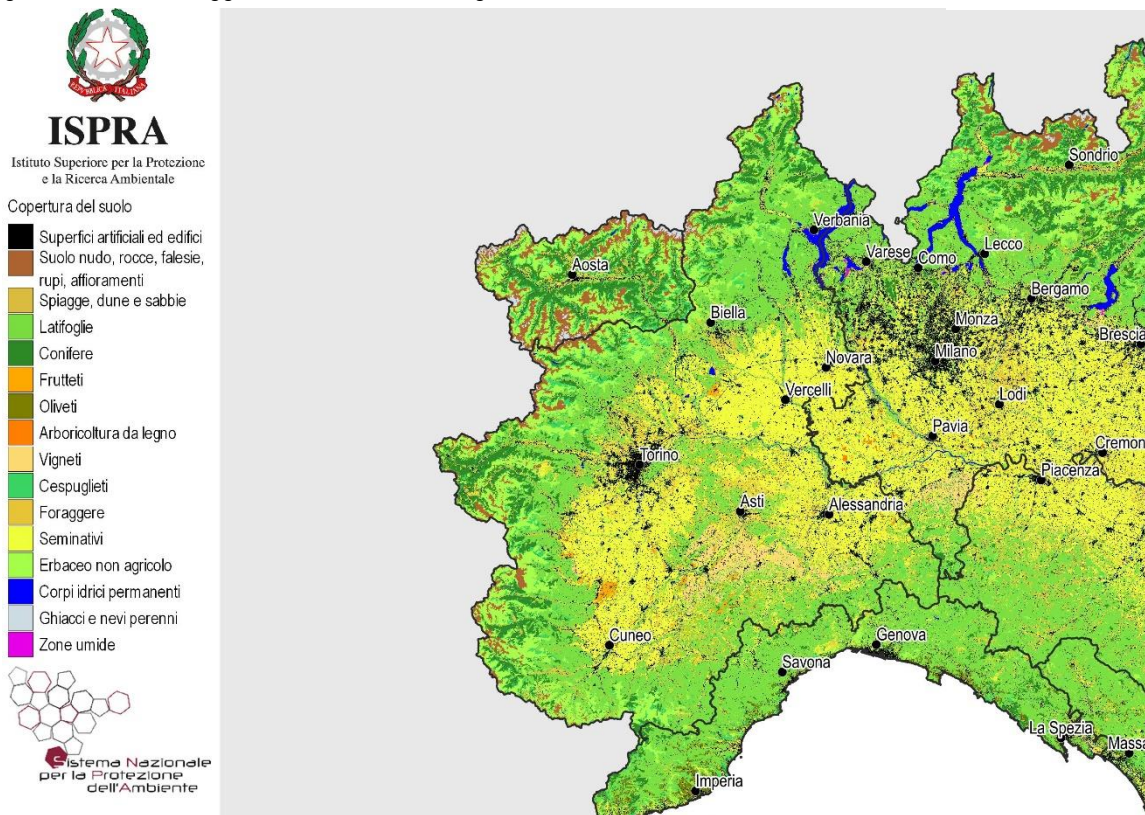 REPUBBLICA ITALIANA
ISPRA
Istituto Superiore per la Protezione
e la Ricerca Ambientale
Copertura del suolo
Superfici artificiali ed edifici
Suolo nudo, rocce, falesie,
rupi, affioramenti
Spiagge, dune e sabbie
Latifoglie
Conifere
Frutteti
Oliveti
Arboricoltura da legno
Vigneti
Cespuglieti
Foraggere
Seminativi
Erbaceo non agricolo
Corpi idrici permanenti
Ghiacci e nevi perenni
Zone umide
Sistema Nazionale
per la Protezione
dell'Ambiente
Sondrio
Verbania
Varese
Como
Lecco
Aosta
Bergamo
Biella
Monza
Brescia
Milano
Novara
Vercelli
Lodi
Pavia
Torino
Cremon
Piacenza
Asti
Alessandria
Cuneo
Genova
Savona
La Spezia
Massa
Imperia